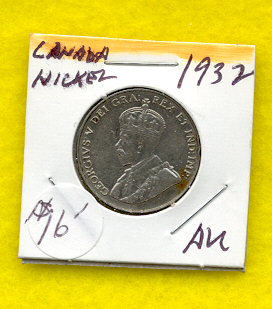 CANADA
NICKEL
1932
GEORGIVS V DEI GRA: REX ET IND: IMP:
AU